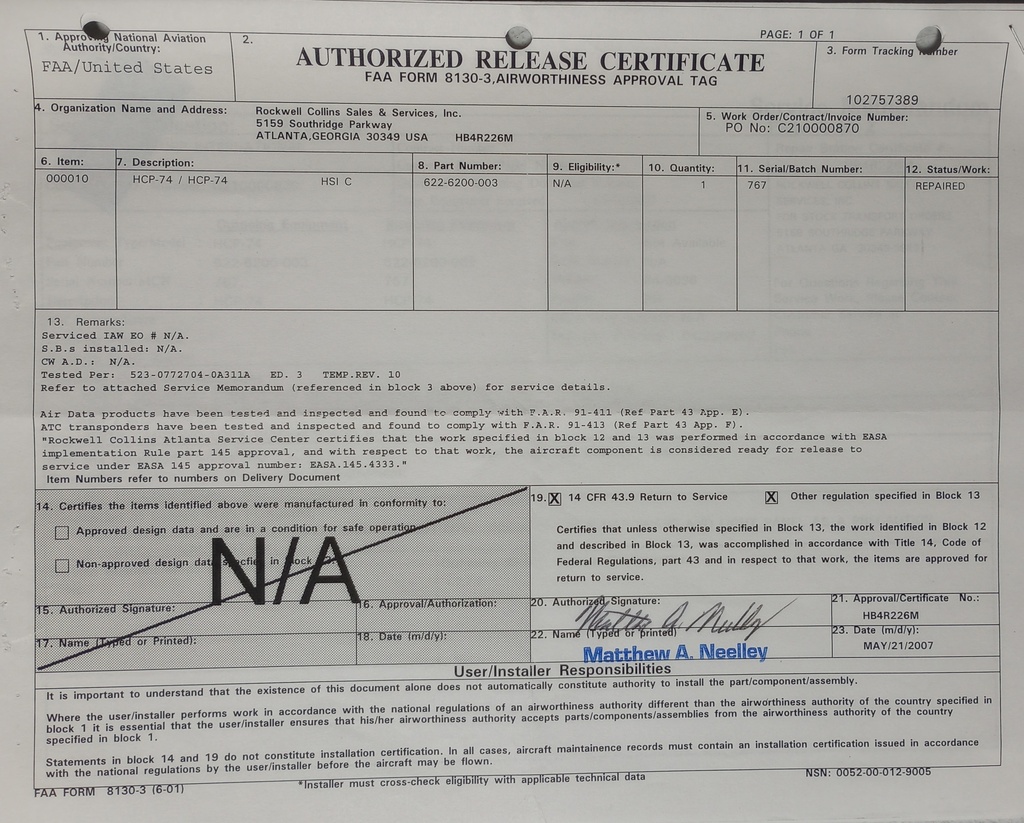 1. Approving National Aviation
Authority/Country:
FAA/United States
2.
AUTHORIZED RELEASE CERTIFICATE
FAA FORM 8130-3,AIRWORTHINESS APPROVAL TAG
PAGE: 1 OF 1
3. Form Tracking Number
102757389
4. Organization Name and Address:
Rockwell Collins Sales & Services, Inc.
5159 Southridge Parkway
ATLANTA,GEORGIA 30349 USA HB4R226M
5. Work Order/Contract/Invoice Number:
PO No: C210000870
6. Item: 7. Description: 8. Part Number: 9. Eligibility:* 10. Quantity: 11. Serial/Batch Number: 12. Status/Work:
000010 HCP-74 / HCP-74 HSI C 622-6200-003 N/A 1 767 REPAIRED
13. Remarks:
Serviced IAW EO # N/A.
S.B.s installed: N/A.
CW A.D.: N/A.
Tested Per: 523-0772704-0A311A ED. 3 TEMP.REV. 10
Refer to attached Service Memorandum (referenced in block 3 above) for service details.
Air Data products have been tested and inspected and found to comply with F.A.R. 91-411 (Ref Part 43 App. E).
ATC transponders have been tested and inspected and found to comply with F.A.R. 91-413 (Ref Part 43 App. F).
"Rockwell Collins Atlanta Service Center certifies that the work specified in block 12 and 13 was performed in accordance with EASA
implementation Rule part 145 approval, and with respect to that work, the aircraft component is considered ready for release to
service under EASA 145 approval number: EASA.145.4333."
Item Numbers refer to numbers on Delivery Document
14. Certifies the items identified above were manufactured in conformity to:
Approved design data and are in a condition for safe operation
Non-approved design data specfied in Block
N/A
15. Authorized Signature:
16. Approval/Authorization:
17. Name (Typed or Printed):
18. Date (m/d/y):
19. X 14 CFR 43.9 Return to Service X Other regulation specified in Block 13
Certifies that unless otherwise specified in Block 13, the work identified in Block 12
and described in Block 13, was accomplished in accordance with Title 14, Code of
Federal Regulations, part 43 and in respect to that work, the items are approved for
return to service.
20. Authorized Signature:
Matthew A. Neelley
21. Approval/Certificate No.:
HB4R226M
22. Name (Typed or printed)
Matthew A. Neelley
23. Date (m/d/y):
MAY/21/2007
User/Installer Responsibilities
It is important to understand that the existence of this document alone does not automatically constitute authority to install the part/component/assembly.
Where the user/installer performs work in accordance with the national regulations of an airworthiness authority different than the airworthiness authority of the country specified in
block 1 it is essential that the user/installer ensures that his/her airworthiness authority accepts parts/components/assemblies from the airworthiness authority of the country
specified in block 1.
Statements in block 14 and 19 do not constitute installation certification. In all cases, aircraft maintainence records must contain an installation certification issued in accordance
with the national regulations by the user/installer before the aircraft may be flown.
FAA FORM 8130-3 (6-01)
*Installer must cross-check eligibility with applicable technical data
NSN: 0052-00-012-9005